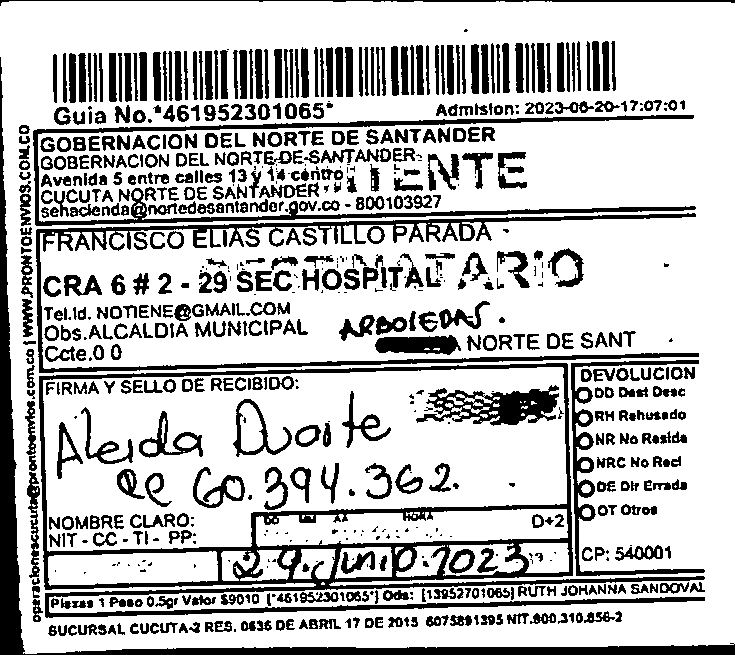 Guia No.*461952301065*
Admision: 2023-06-20-17:07:01
operacionescucuta@prontoenvios.com.co | WWW.PRONTOENVIOS.COM.CO
GOBERNACION DEL NORTE DE SANTANDER
GOBERNACION DEL NORTE-DE-SANTANDER
Avenida 5 entre calles 13 y 14 centro
CUCUTA NORTE DE SANTANDER
sehacienda@nortedesantander.gov.co - 800103927
FRANCISCO ELIAS CASTILLO PARADA
DESTINATARIO
CRA 6 # 2 - 29 SEC HOSPITAL
Tel.Id. NOTIENE@GMAIL.COM
Obs.ALCALDIA MUNICIPAL
ARBOLEDAS.
NORTE DE SANT
Ccte.0 0
FIRMA Y SELLO DE RECIBIDO:
Aleida Duarte
cc 60.394.362.
NOMBRE CLARO:
NIT - CC - TI - PP:
DD MM AA HORA
D+2
29.Junio.2023
DEVOLUCION
DD Dest Desc
RH Rehusado
NR No Reside
NRC No Recl
DE Dir Errada
OT Otros
CP: 540001
Piezas 1 Peso 0.5gr Valor $9010 [*461952301065*] Ods: [13952701065] RUTH JOHANNA SANDOVAL
SUCURSAL CUCUTA-2 RES. 0636 DE ABRIL 17 DE 2015 6075891395 NIT.800.310.856-2